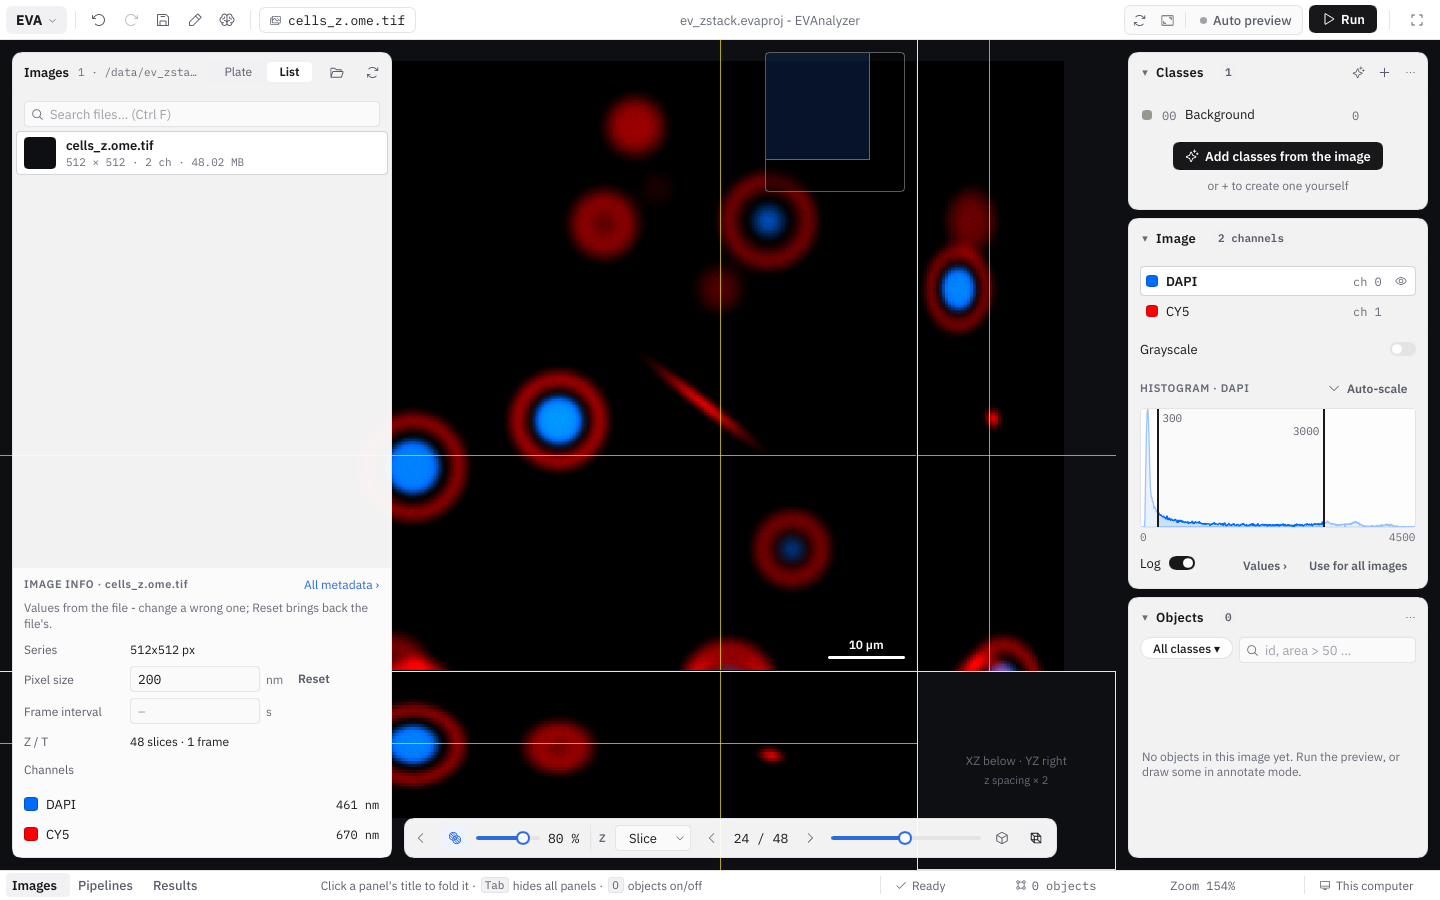 EVA
cells_z.ome.tif
ev_zstack.evaproj - EVAnalyzer
Auto preview
Run
Images 1 · /data/ev_zsta…
Plate
List
Search files... (Ctrl F)
cells_z.ome.tif
512 × 512 · 2 ch · 48.02 MB
IMAGE INFO · cells_z.ome.tif
All metadata ›
Values from the file - change a wrong one; Reset brings back the
file's.
Series 512x512 px
Pixel size 200 nm Reset
Frame interval – s
Z / T 48 slices · 1 frame
Channels
DAPI 461 nm
CY5 670 nm
10 µm
XZ below · YZ right
z spacing × 2
80 %
Z
Slice
24 / 48
Classes 1
00 Background 0
Add classes from the image
or + to create one yourself
Image 2 channels
DAPI ch 0
CY5 ch 1
Grayscale
HISTOGRAM · DAPI
Auto-scale
300
3000
0 4500
Log
Values ›
Use for all images
Objects 0
All classes ▾
id, area > 50 ...
No objects in this image yet. Run the preview, or
draw some in annotate mode.
Images
Pipelines
Results
Click a panel's title to fold it · Tab hides all panels · O objects on/off
Ready
0 objects
Zoom 154%
This computer